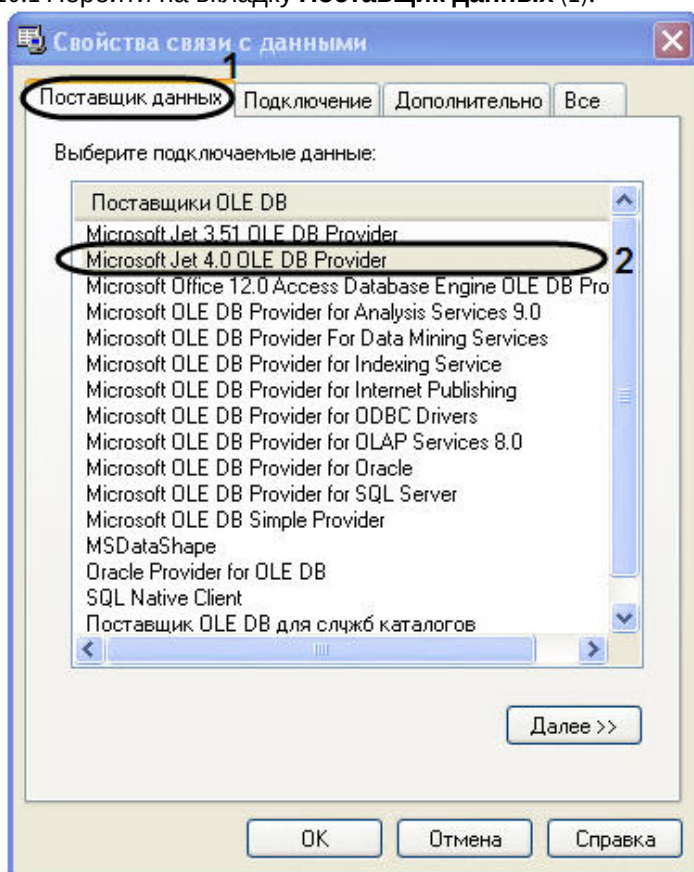 Перейти на вкладку Поставщик данных (1).
Свойства связи с данными
1
Поставщик данных Подключение Дополнительно Все
Выберите подключаемые данные:
Поставщики OLE DB
Microsoft Jet 3.51 OLE DB Provider
Microsoft Jet 4.0 OLE DB Provider 2
Microsoft Office 12.0 Access Database Engine OLE DB Pro
Microsoft OLE DB Provider for Analysis Services 9.0
Microsoft OLE DB Provider For Data Mining Services
Microsoft OLE DB Provider for Indexing Service
Microsoft OLE DB Provider for Internet Publishing
Microsoft OLE DB Provider for ODBC Drivers
Microsoft OLE DB Provider for OLAP Services 8.0
Microsoft OLE DB Provider for Oracle
Microsoft OLE DB Provider for SQL Server
Microsoft OLE DB Simple Provider
MSDataShape
Oracle Provider for OLE DB
SQL Native Client
Поставщик OLE DB для служб каталогов
Далее >>
OK Отмена Справка